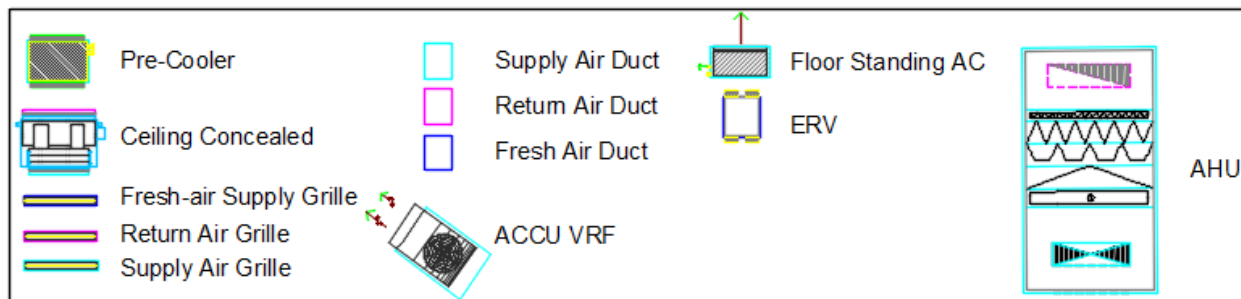 Pre-Cooler
Ceiling Concealed
Fresh-air Supply Grille
Return Air Grille
Supply Air Grille
Supply Air Duct
Return Air Duct
Fresh Air Duct
ACCU VRF
Floor Standing AC
ERV
AHU